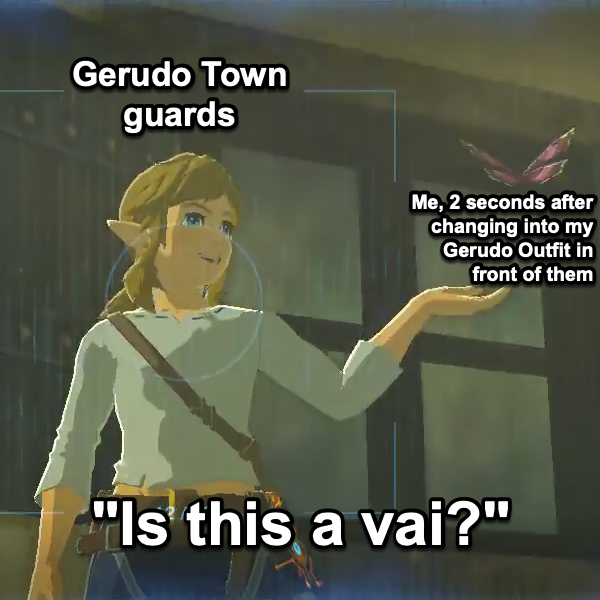 Gerudo Town
guards
Me, 2 seconds after
changing into my
Gerudo Outfit in
front of them
"Is this a vai?"